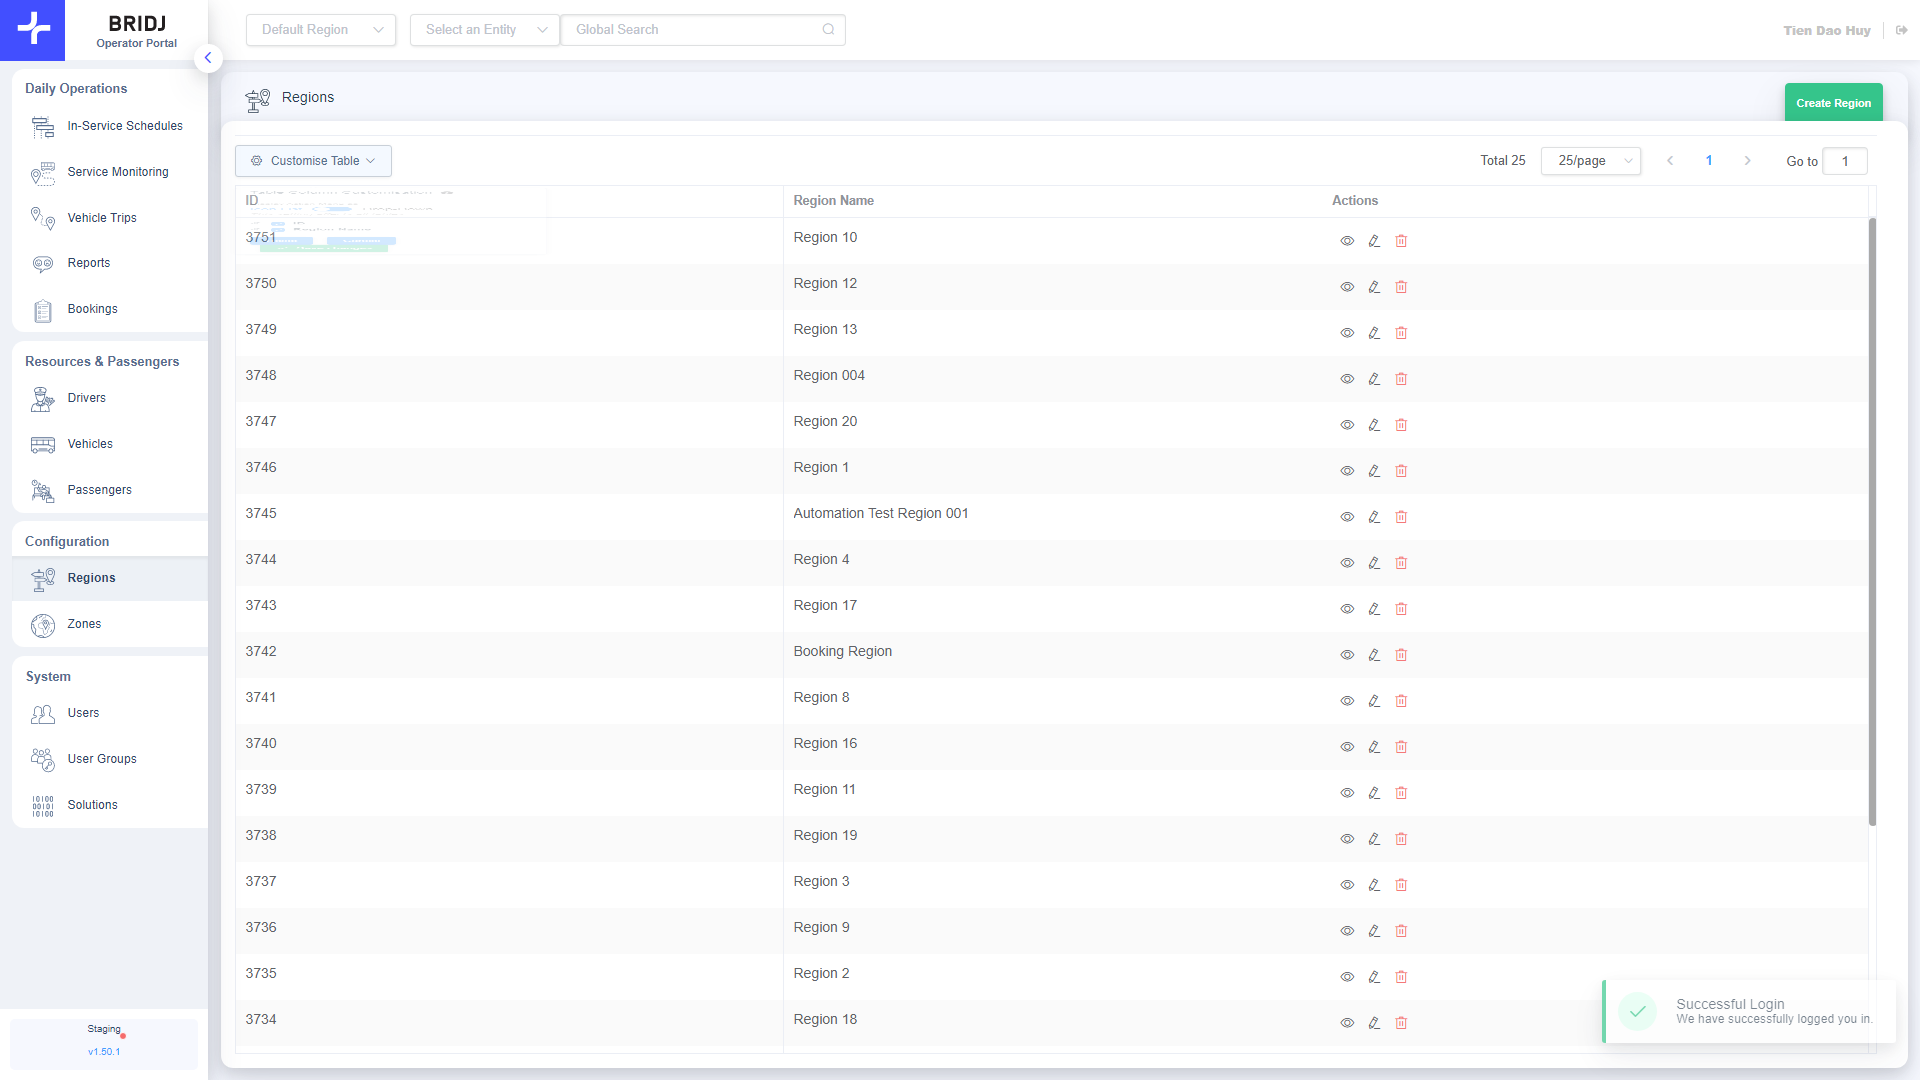 BRIDJ
Operator Portal
Default Region
Select an Entity
Global Search
Tien Dao Huy
Daily Operations
In-Service Schedules
Service Monitoring
Vehicle Trips
Reports
Bookings
Resources & Passengers
Drivers
Vehicles
Passengers
Configuration
Regions
Zones
System
Users
User Groups
Solutions
Staging
v1.50.1
Regions
Create Region
Customise Table
Total 25
25/page
1
Go to
1
ID
Region Name
Actions
3751
Region 10
3750
Region 12
3749
Region 13
3748
Region 004
3747
Region 20
3746
Region 1
3745
Automation Test Region 001
3744
Region 4
3743
Region 17
3742
Booking Region
3741
Region 8
3740
Region 16
3739
Region 11
3738
Region 19
3737
Region 3
3736
Region 9
3735
Region 2
3734
Region 18
Successful Login
We have successfully logged you in.